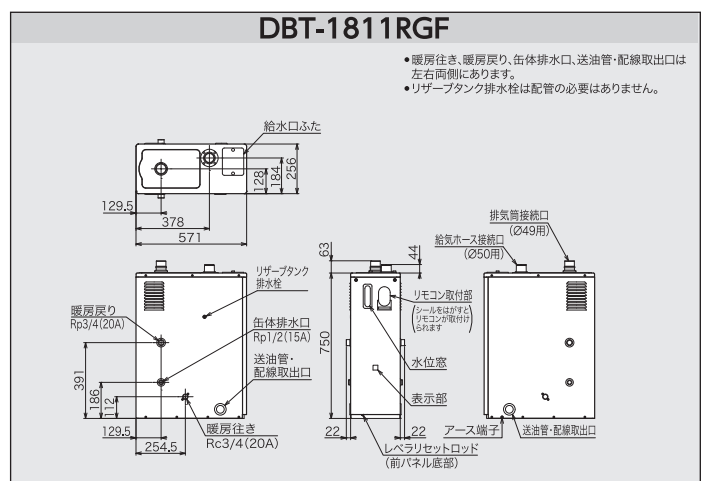 DBT-1811RGF
●暖房往き、暖房戻り、缶体排水口、送油管・配線取出口は
左右両側にあります。
●リザーブタンク排水栓は配管の必要はありません。
給水口ふた
128
184
256
129.5
378
571
排気筒接続口
(Ø49用)
給気ホース接続口
(Ø50用)
63
44
リザーブタンク
排水栓
暖房戻り
Rp3/4(20A)
缶体排水口
Rp1/2(15A)
送油管・
配線取出口
リモコン取付部
(シールをはがすと
リモコンが取付け
られます)
水位窓
表示部
750
391
186
112
129.5
254.5
暖房往き
Rc3/4(20A)
22
22
レベラリセットロッド
(前パネル底部)
アース端子
送油管・配線取出口